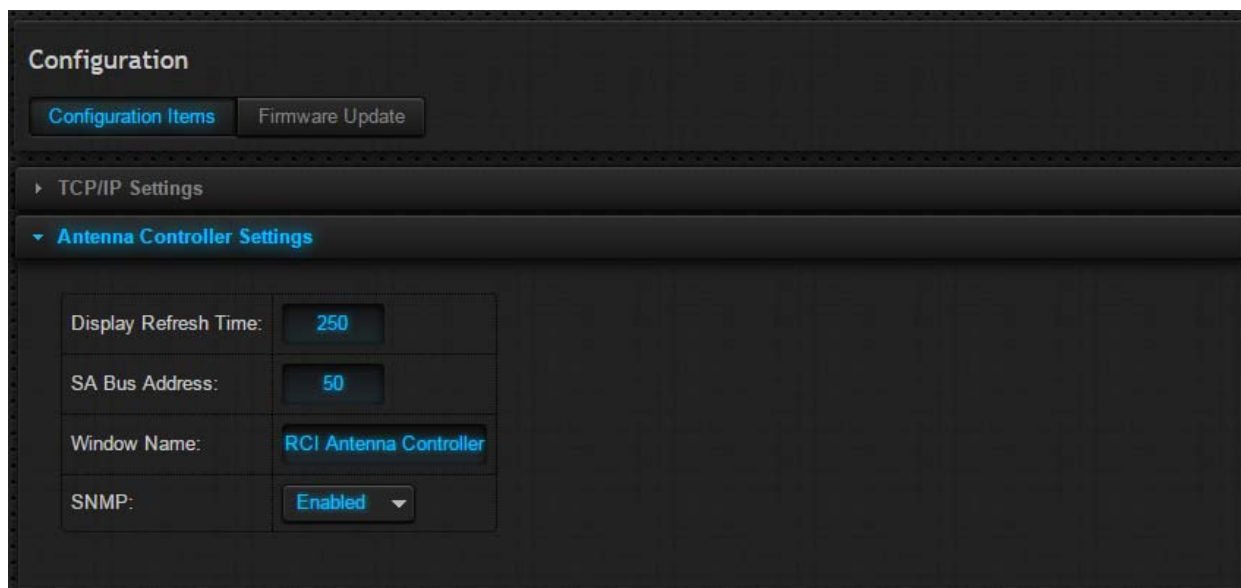 Configuration
Configuration Items Firmware Update
TCP/IP Settings
Antenna Controller Settings
Display Refresh Time: 250
SA Bus Address: 50
Window Name: RCI Antenna Controller
SNMP: Enabled